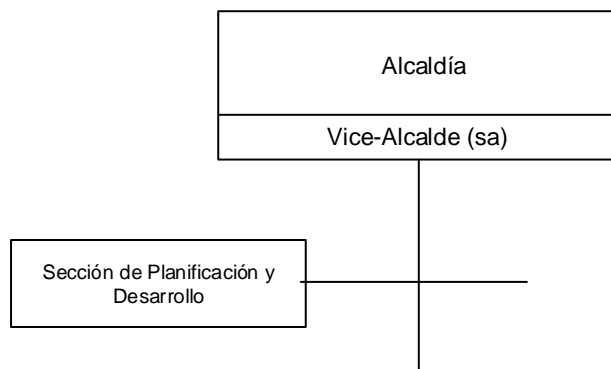 Alcaldía
Vice-Alcalde (sa)
Sección de Planificación y
Desarrollo